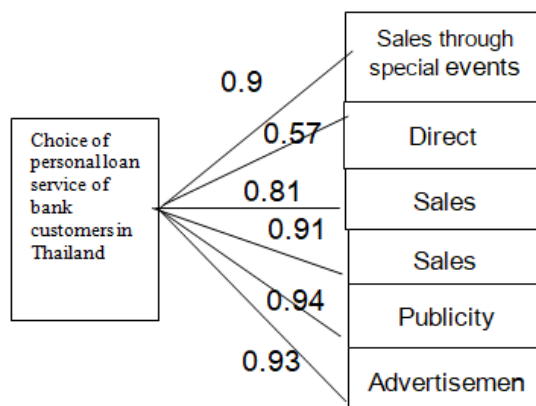 Sales through
special events
0.9
Choice of
personal loan
service of
bank
customers in
Thailand
0.57
Direct
0.81
Sales
0.91
Sales
0.94
Publicity
0.93
Advertisemen